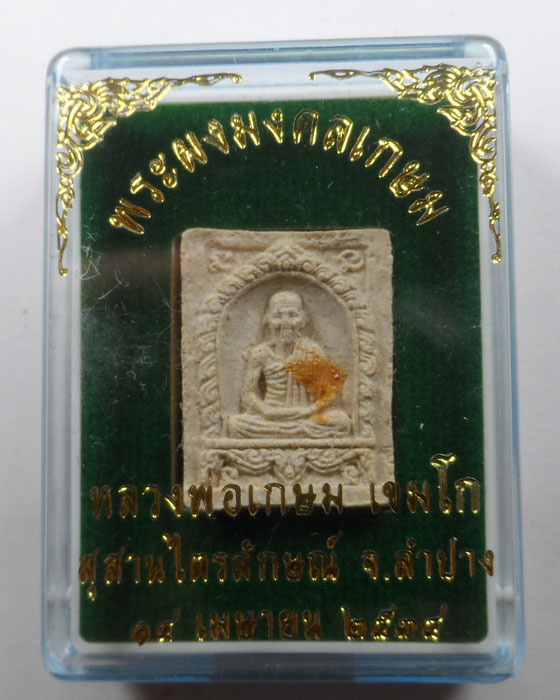 พระผงมงคลเกษม
หลวงพ่อเกษม เขมโก
สุสานไตรลักษณ์ จ.ลำปาง
๑๔ เมษายน ๒๕๓๔